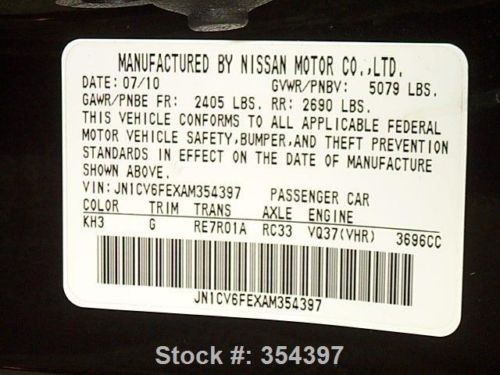 MANUFACTURED BY NISSAN MOTOR CO.,LTD.
DATE: 07/10 GVWR/PNBV: 5079 LBS.
GAWR/PNBE FR: 2405 LBS. RR: 2690 LBS.
THIS VEHICLE CONFORMS TO ALL APPLICABLE FEDERAL
MOTOR VEHICLE SAFETY,BUMPER,AND THEFT PREVENTION
STANDARDS IN EFFECT ON THE DATE OF MANUFACTURE
SHOWN ABOVE.
VIN: JN1CV6FEXAM354397 PASSENGER CAR
COLOR TRIM TRANS AXLE ENGINE
KH3 G RE7R01A RC33 VQ37(VHR) 3696CC
JN1CV6FEXAM354397
Stock #: 354397